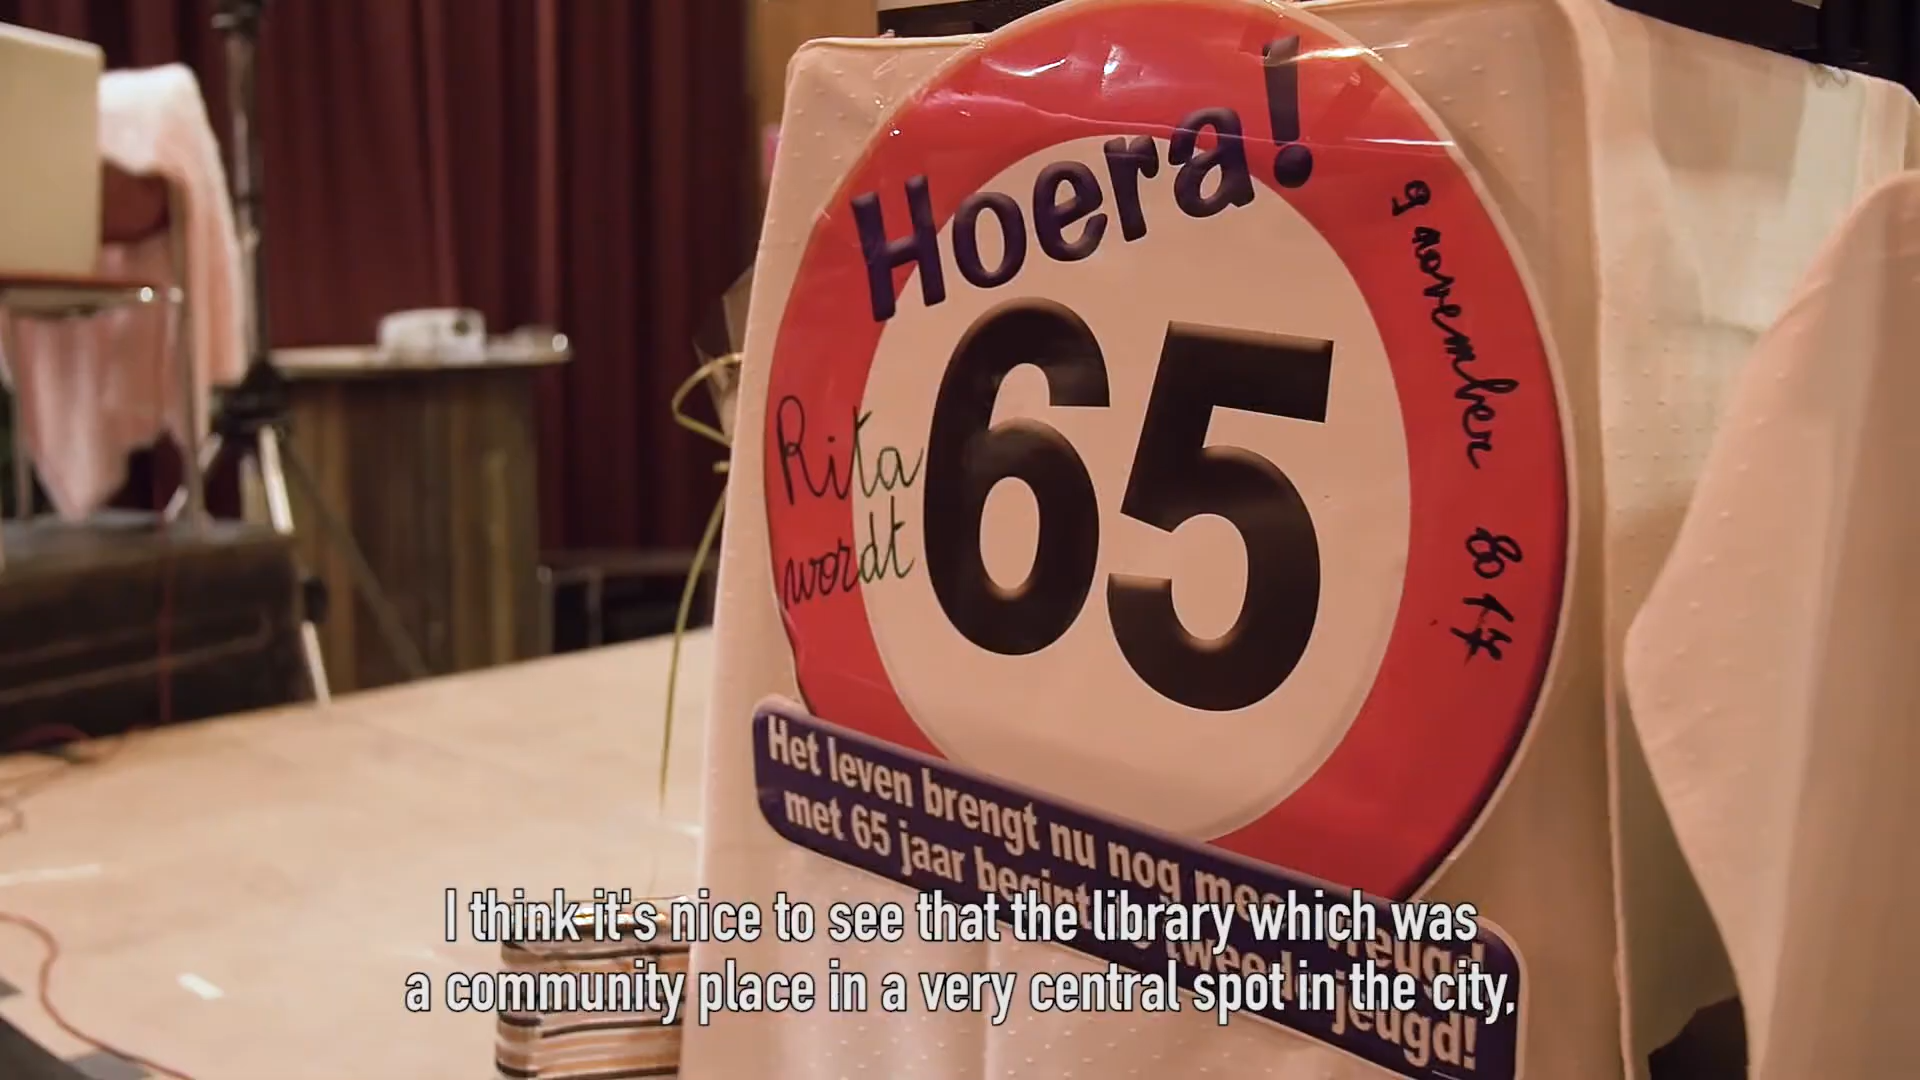 Hoera!
65
Rita
wordt
9 november 2017
Het leven brengt nu nog meer vreugd!
met 65 jaar begint de tweede jeugd!
I think it's nice to see that the library which was
a community place in a very central spot in the city,